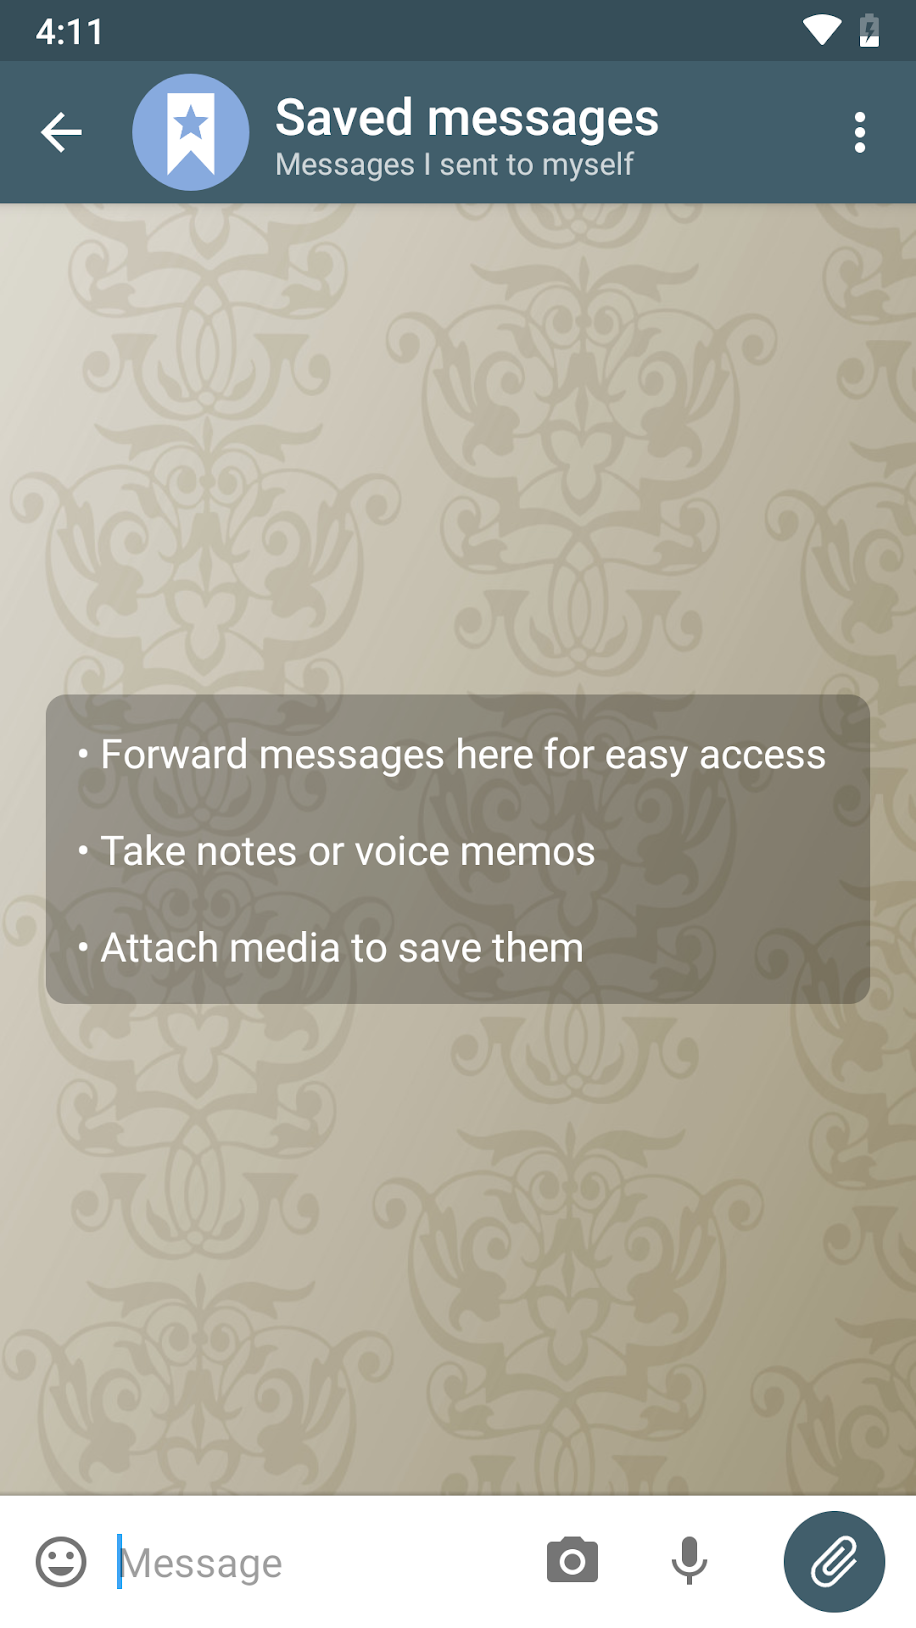 4:11
Saved messages
Messages I sent to myself
• Forward messages here for easy access
• Take notes or voice memos
• Attach media to save them
Message